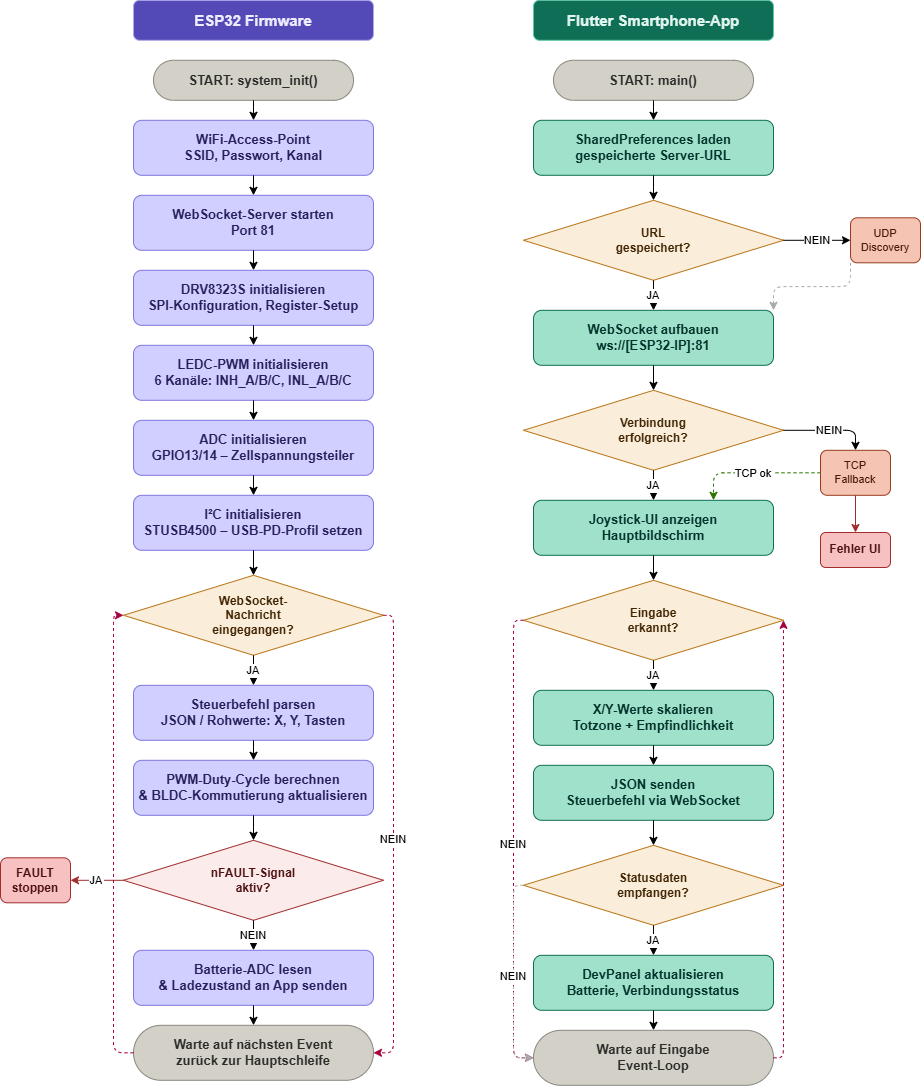 ESP32 Firmware
START: system_init()
WiFi-Access-Point
SSID, Passwort, Kanal
WebSocket-Server starten
Port 81
DRV8323S initialisieren
SPI-Konfiguration, Register-Setup
LEDC-PWM initialisieren
6 Kanäle: INH_A/B/C, INL_A/B/C
ADC initialisieren
GPIO13/14 – Zellspannungsteiler
I²C initialisieren
STUSB4500 – USB-PD-Profil setzen
WebSocket-
Nachricht
eingegangen?
JA
Steuerbefehl parsen
JSON / Rohwerte: X, Y, Tasten
PWM-Duty-Cycle berechnen
& BLDC-Kommutierung aktualisieren
NEIN
nFAULT-Signal
aktiv?
JA
FAULT
stoppen
NEIN
Batterie-ADC lesen
& Ladezustand an App senden
Warte auf nächsten Event
zurück zur Hauptschleife
Flutter Smartphone-App
START: main()
SharedPreferences laden
gespeicherte Server-URL
URL
gespeichert?
NEIN
UDP
Discovery
JA
WebSocket aufbauen
ws://[ESP32-IP]:81
Verbindung
erfolgreich?
NEIN
TCP
Fallback
TCP ok
Fehler UI
JA
Joystick-UI anzeigen
Hauptbildschirm
Eingabe
erkannt?
JA
X/Y-Werte skalieren
Totzone + Empfindlichkeit
JSON senden
Steuerbefehl via WebSocket
NEIN
Statusdaten
empfangen?
JA
NEIN
DevPanel aktualisieren
Batterie, Verbindungsstatus
Warte auf Eingabe
Event-Loop